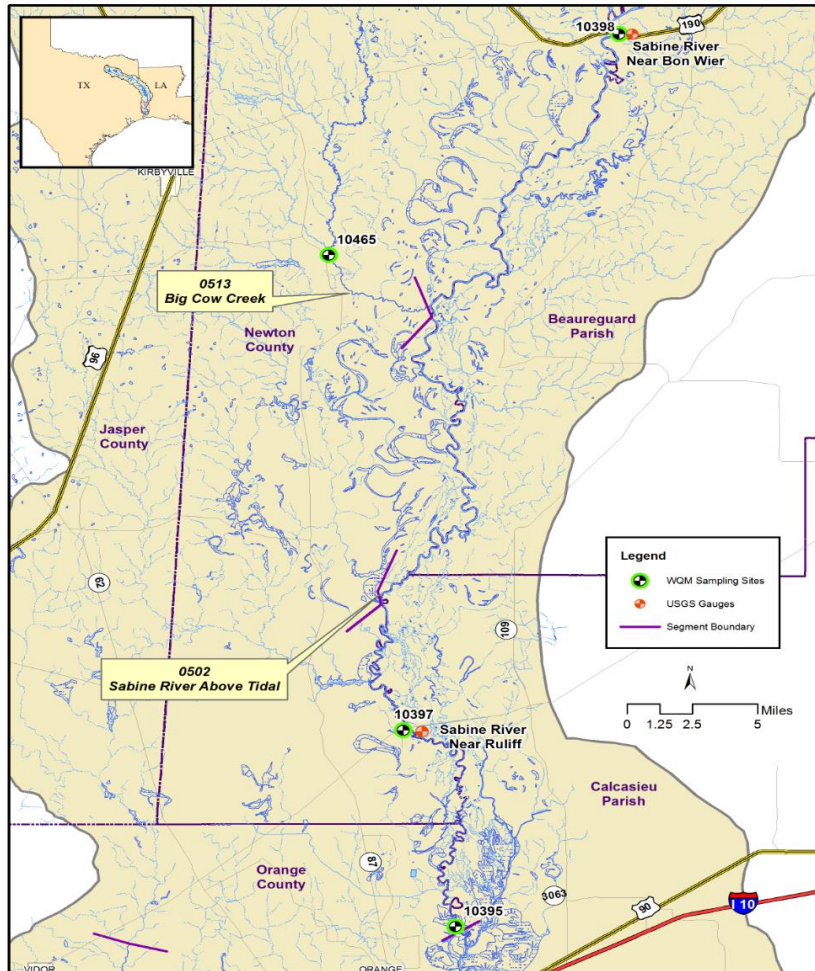 10398
190
Sabine River
Near Bon Wier
TX
LA
KIRBYVILLE
10465
0513
Big Cow Creek
Newton
County
Beaureguard
Parish
96
Jasper
County
62
109
Legend
WQM Sampling Sites
USGS Gauges
Segment Boundary
N
Miles
0 1.25 2.5 5
0502
Sabine River Above Tidal
10397
Sabine River
Near Ruliff
Calcasieu
Parish
Orange
County
87
3063
90
I 10
10395
VIDOR
ORANGE